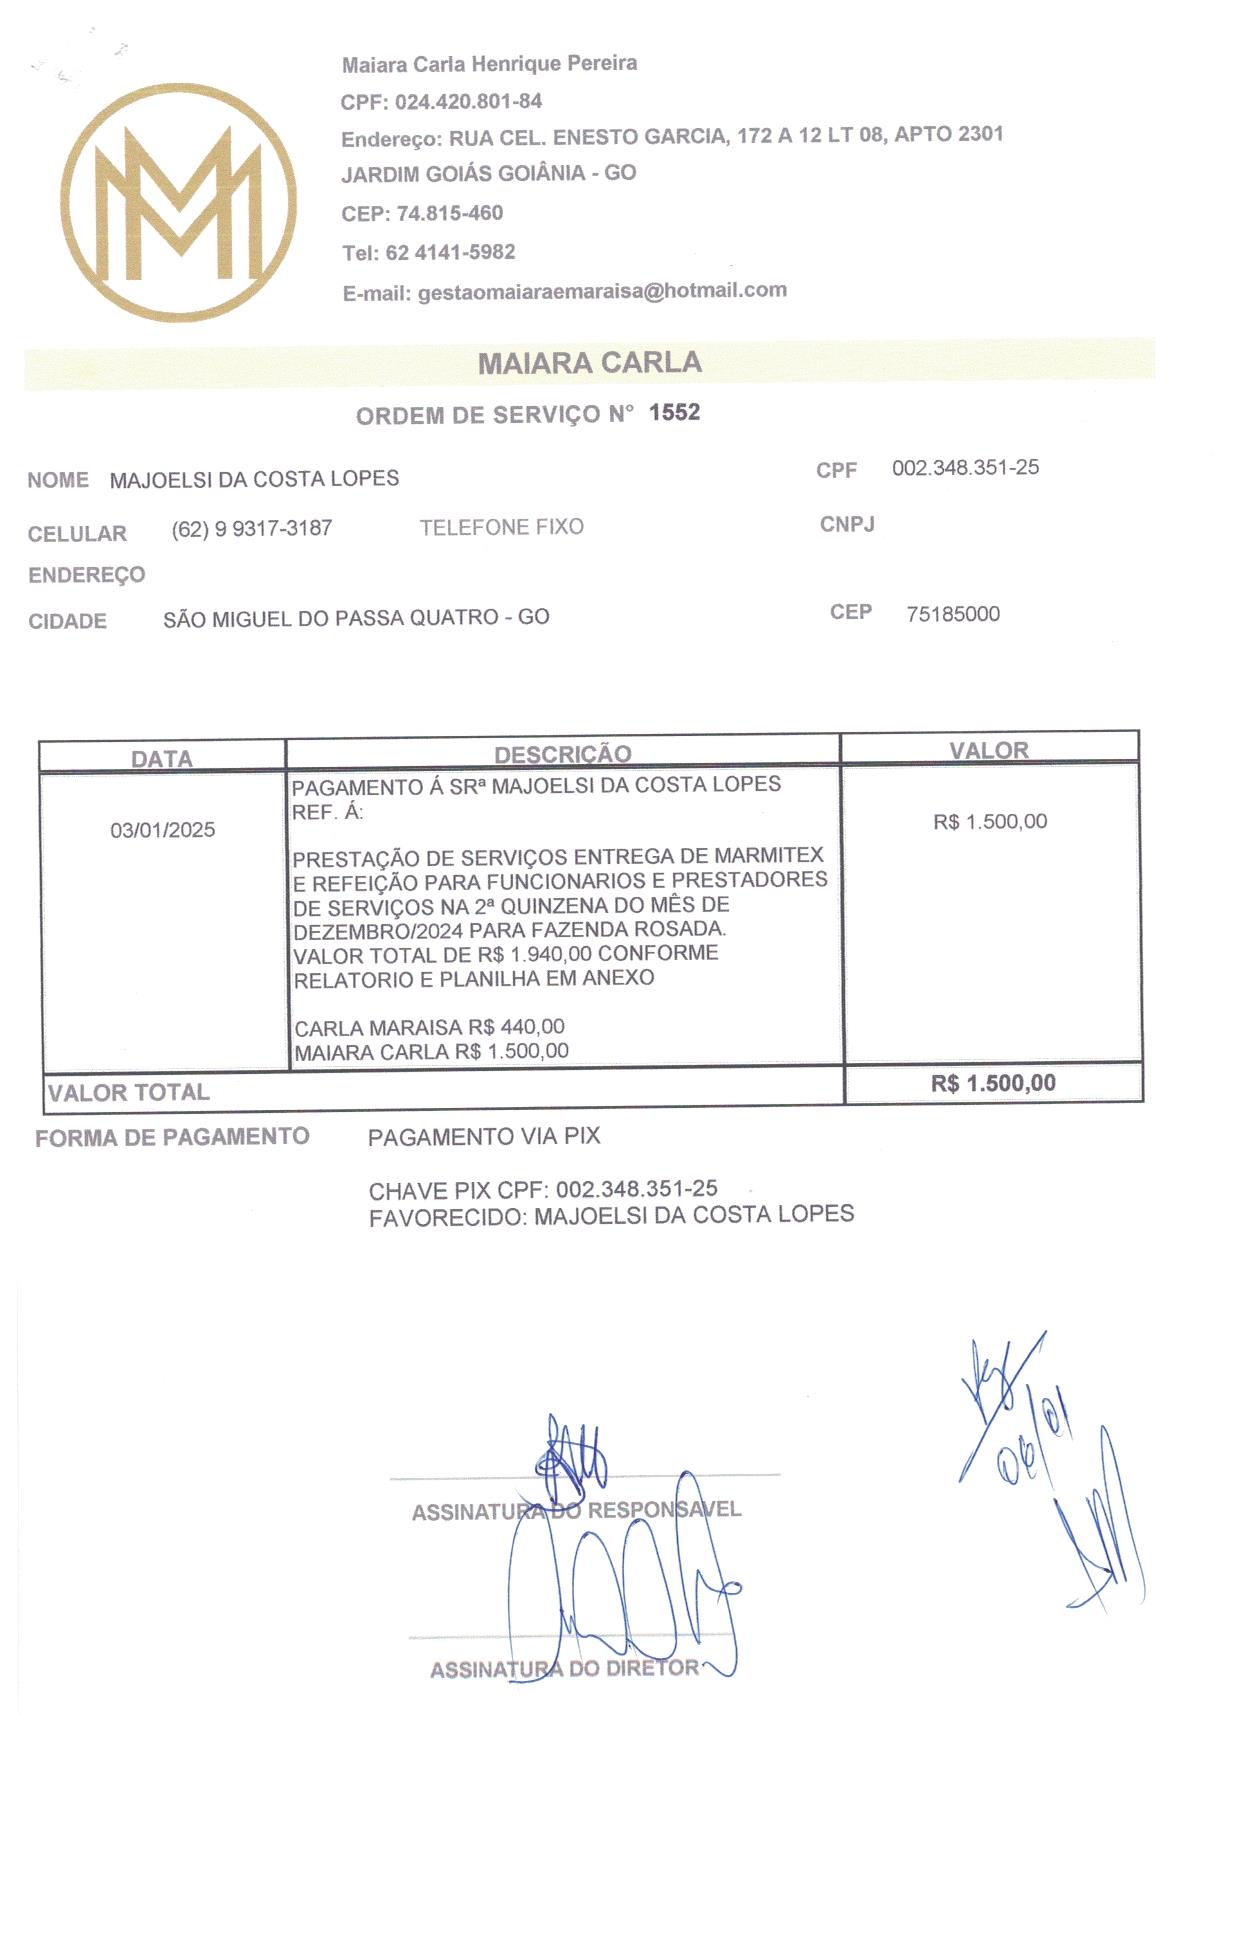 Maiara Carla Henrique Pereira
CPF: 024.420.801-84
Endereço: RUA CEL. ENESTO GARCIA, 172 A 12 LT 08, APTO 2301
JARDIM GOIÁS GOIÂNIA - GO
CEP: 74.815-460
Tel: 62 4141-5982
E-mail: gestaomaiaraemaraisa@hotmail.com
MAIARA CARLA
ORDEM DE SERVIÇO N° 1552
NOME MAJOELSI DA COSTA LOPES CPF 002.348.351-25
CELULAR (62) 9 9317-3187 TELEFONE FIXO CNPJ
ENDEREÇO
CIDADE SÃO MIGUEL DO PASSA QUATRO - GO CEP 75185000
DATA DESCRIÇÃO VALOR
PAGAMENTO Á SRª MAJOELSI DA COSTA LOPES
REF. Á:
03/01/2025 R$ 1.500,00
PRESTAÇÃO DE SERVIÇOS ENTREGA DE MARMITEX
E REFEIÇÃO PARA FUNCIONARIOS E PRESTADORES
DE SERVIÇOS NA 2ª QUINZENA DO MÊS DE
DEZEMBRO/2024 PARA FAZENDA ROSADA.
VALOR TOTAL DE R$ 1.940,00 CONFORME
RELATORIO E PLANILHA EM ANEXO
CARLA MARAISA R$ 440,00
MAIARA CARLA R$ 1.500,00
VALOR TOTAL R$ 1.500,00
FORMA DE PAGAMENTO PAGAMENTO VIA PIX
CHAVE PIX CPF: 002.348.351-25
FAVORECIDO: MAJOELSI DA COSTA LOPES
06/01
ASSINATURA DO RESPONSAVEL
ASSINATURA DO DIRETOR